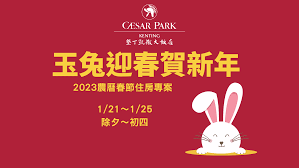 CAESAR PARK
KENTING
墾丁凱撒大飯店
玉兔迎春賀新年
2023農曆春節住房專案
1/21～1/25
除夕～初四